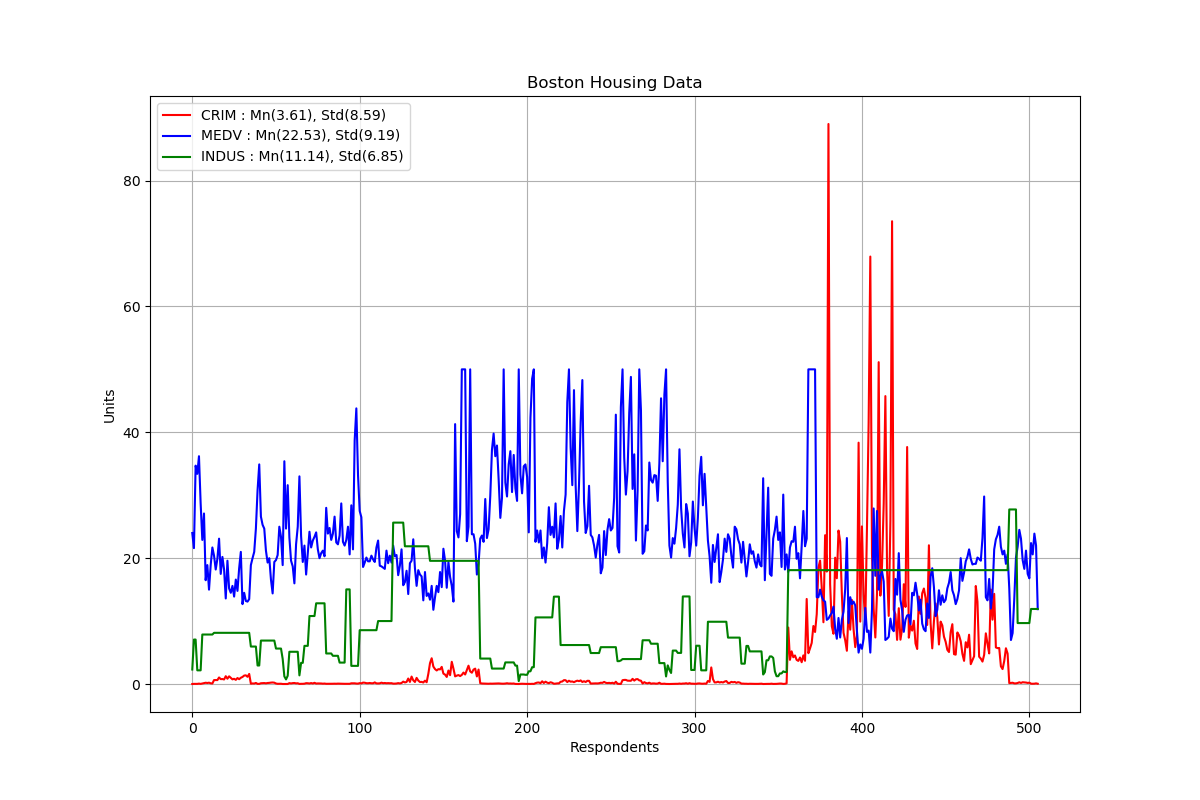 Boston Housing Data
CRIM : Mn(3.61), Std(8.59)
MEDV : Mn(22.53), Std(9.19)
INDUS : Mn(11.14), Std(6.85)
80
60
40
20
0
Units
0 100 200 300 400 500
Respondents